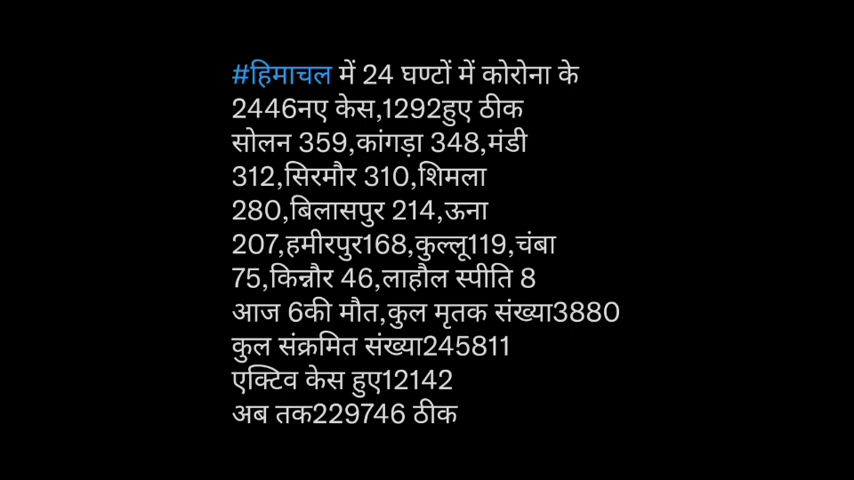 #हिमाचल में 24 घण्टों में कोरोना के
2446नए केस,1292हुए ठीक
सोलन 359,कांगड़ा 348,मंडी
312,सिरमौर 310,शिमला
280,बिलासपुर 214,ऊना
207,हमीरपुर168,कुल्लू119,चंबा
75,किन्नौर 46,लाहौल स्पीति 8
आज 6की मौत,कुल मृतक संख्या3880
कुल संक्रमित संख्या245811
एक्टिव केस हुए12142
अब तक229746 ठीक